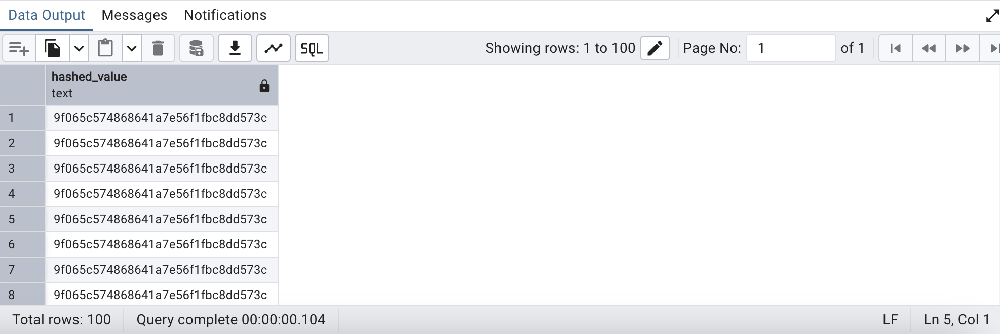 Data Output Messages Notifications
SQL Showing rows: 1 to 100 Page No: 1 of 1
hashed_value
text
1 9f065c574868641a7e56f1fbc8dd573c
2 9f065c574868641a7e56f1fbc8dd573c
3 9f065c574868641a7e56f1fbc8dd573c
4 9f065c574868641a7e56f1fbc8dd573c
5 9f065c574868641a7e56f1fbc8dd573c
6 9f065c574868641a7e56f1fbc8dd573c
7 9f065c574868641a7e56f1fbc8dd573c
8 9f065c574868641a7e56f1fbc8dd573c
Total rows: 100 Query complete 00:00:00.104 LF Ln 5, Col 1